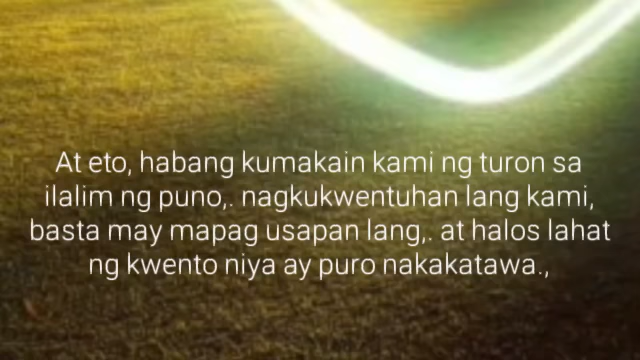 At eto, habang kumakain kami ng turon sa
ilalim ng puno,. nagkukwentuhan lang kami,
basta may mapag usapan lang,. at halos lahat
ng kwento niya ay puro nakakatawa.,